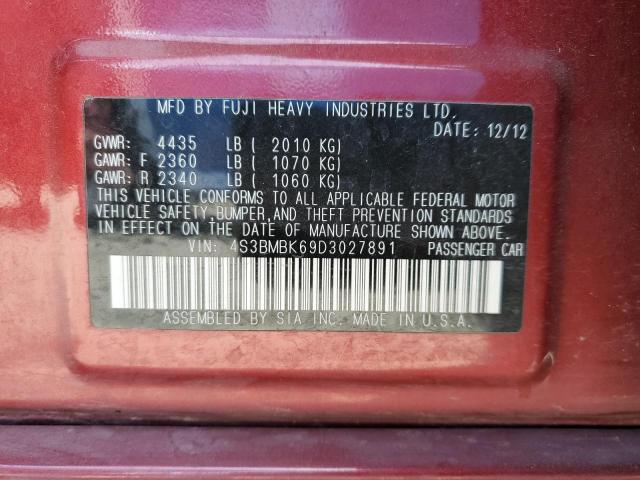 MFD BY FUJI HEAVY INDUSTRIES LTD.
DATE: 12/12
GVWR: 4435 LB ( 2010 KG)
GAWR: F 2360 LB ( 1070 KG)
GAWR: R 2340 LB ( 1060 KG)
THIS VEHICLE CONFORMS TO ALL APPLICABLE FEDERAL MOTOR
VEHICLE SAFETY,BUMPER,AND THEFT PREVENTION STANDARDS
IN EFFECT ON THE DATE OF MANUFACTURE SHOWN ABOVE.
VIN: 4S3BMBK69D3027891 PASSENGER CAR
ASSEMBLED BY SIA INC. MADE IN U.S.A.